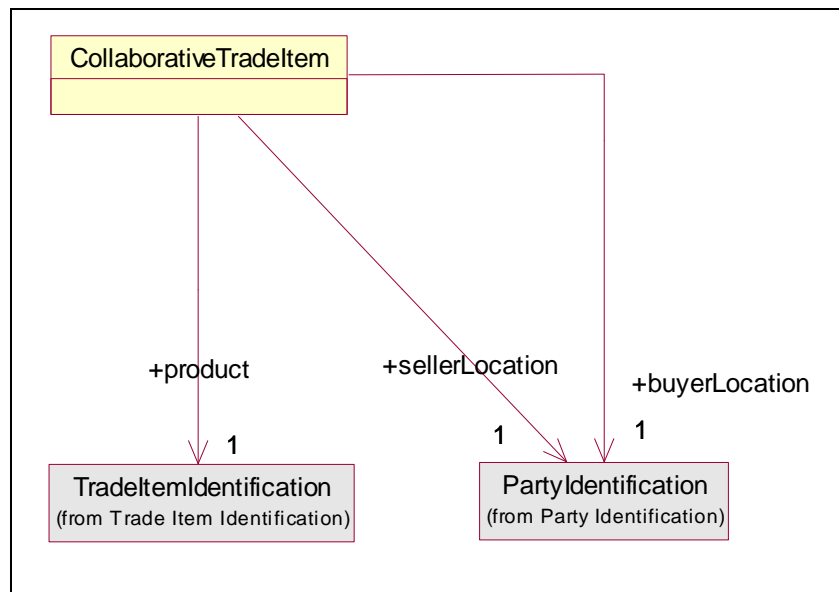 CollaborativeTradeItem
+product
+sellerLocation
+buyerLocation
1
1
1
TradeItemIdentification
(from Trade Item Identification)
PartyIdentification
(from Party Identification)